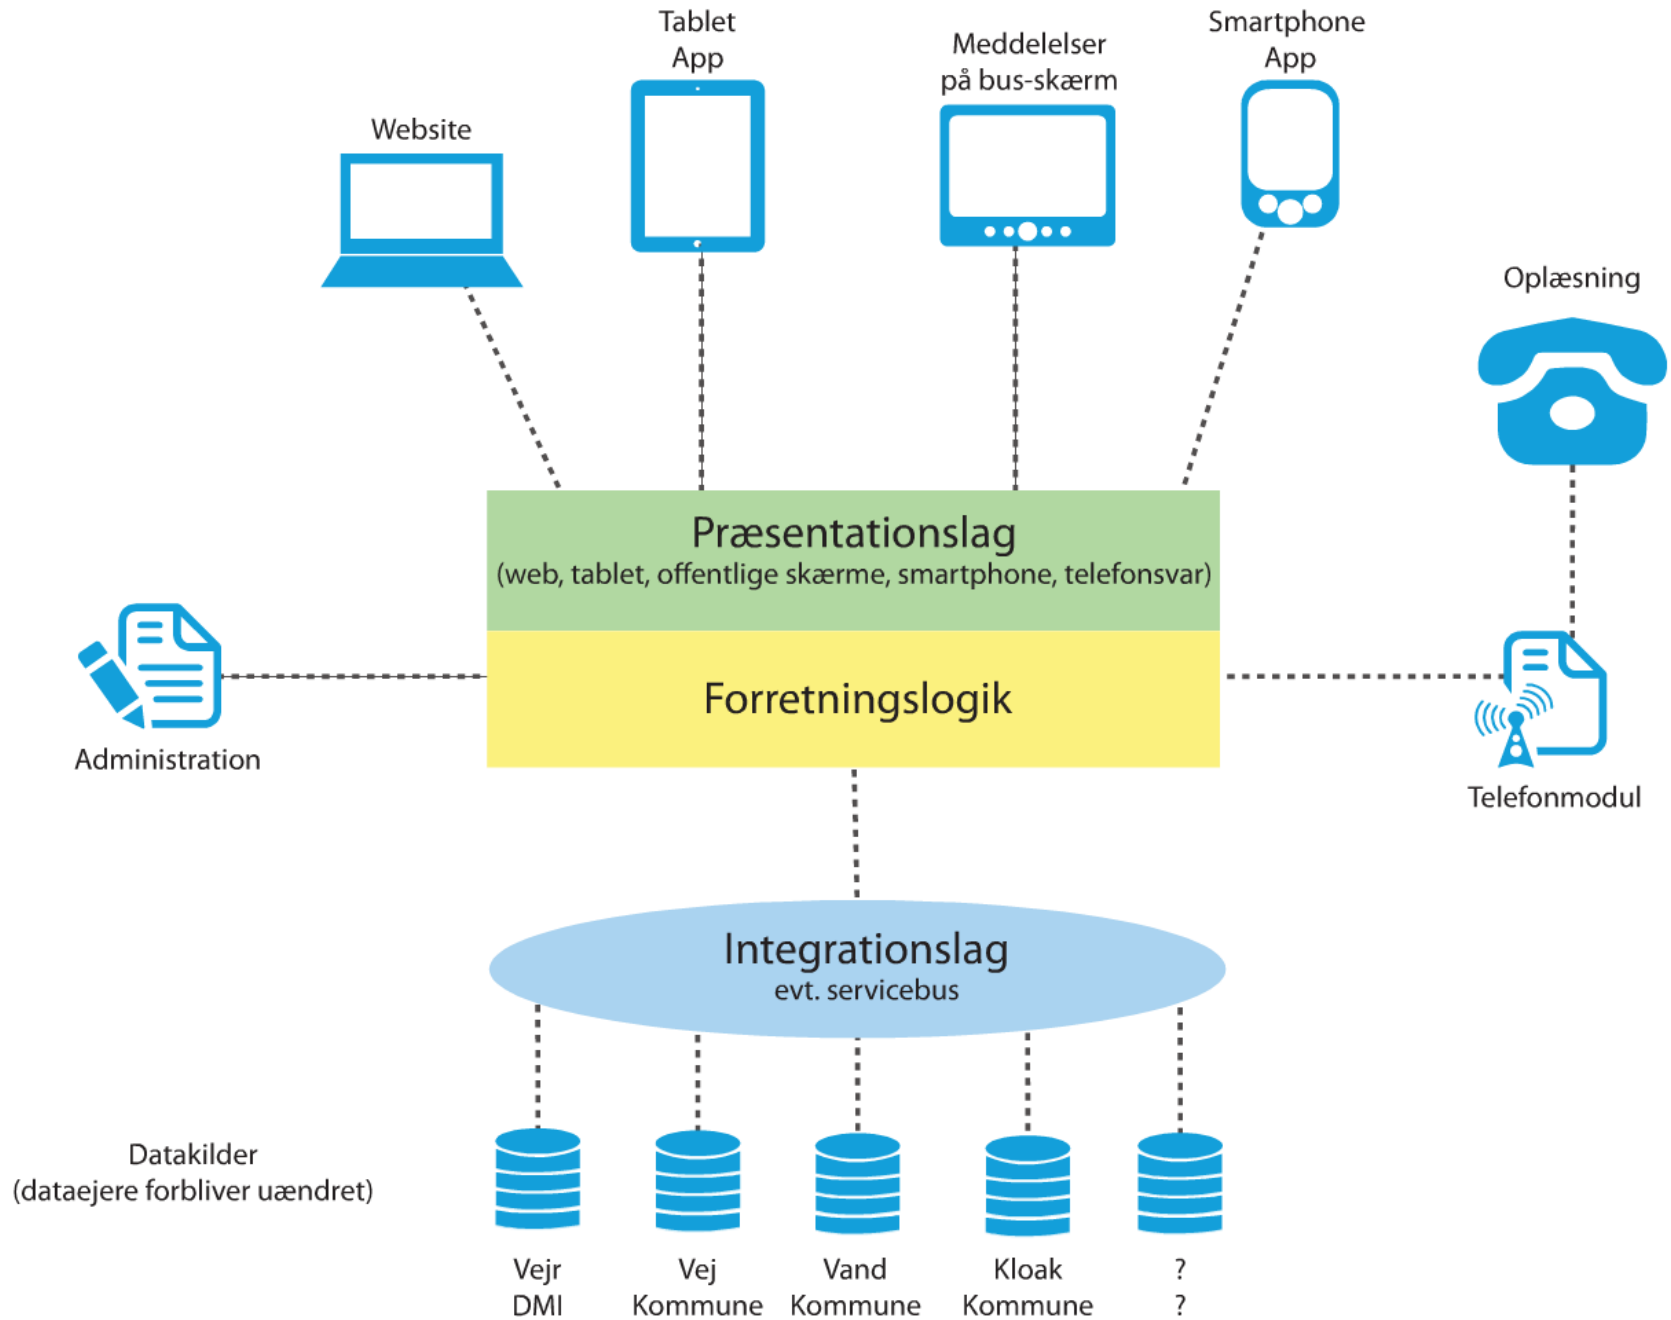 Tablet
App
Meddelelser
på bus-skærm
Smartphone
App
Website
Oplæsning
Præsentationslag
(web, tablet, offentlige skærme, smartphone, telefonsvar)
Forretningslogik
Administration
Telefonmodul
Integrationslag
evt. servicebus
Datakilder
(dataejere forbliver uændret)
Vejr
DMI
Vej
Kommune
Vand
Kommune
Kloak
Kommune
?
?